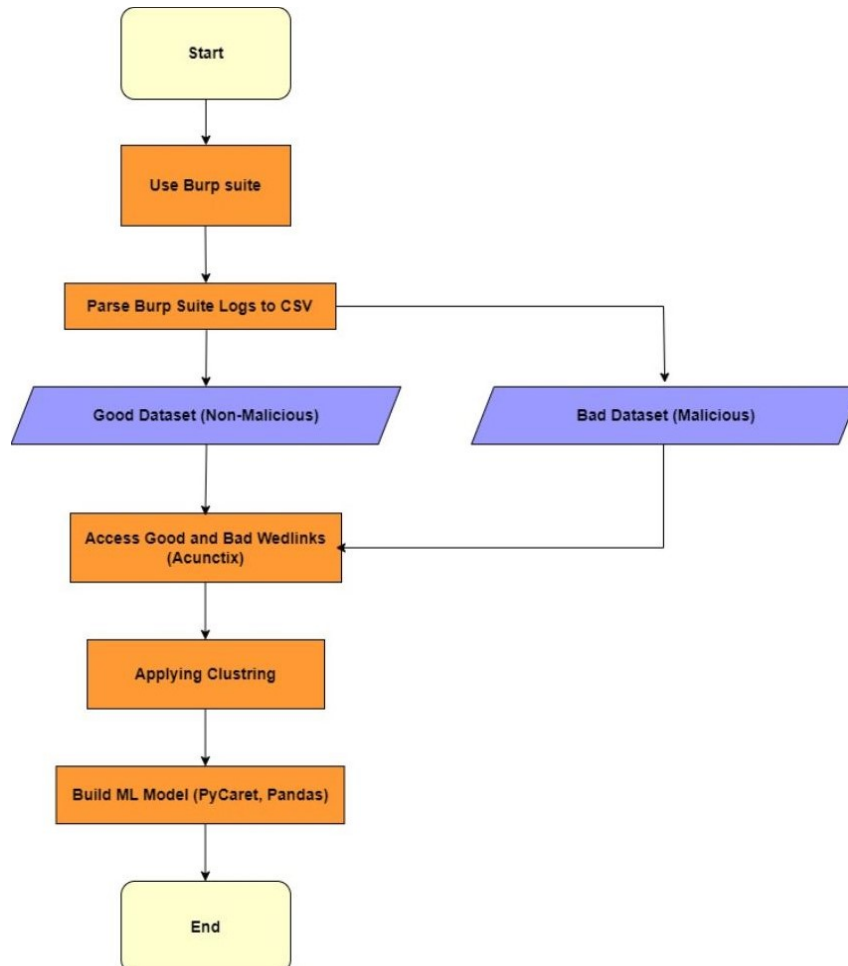 Start
Use Burp suite
Parse Burp Suite Logs to CSV
Good Dataset (Non-Malicious)
Bad Dataset (Malicious)
Access Good and Bad Wedlinks
(Acunctix)
Applying Clustring
Build ML Model (PyCaret, Pandas)
End